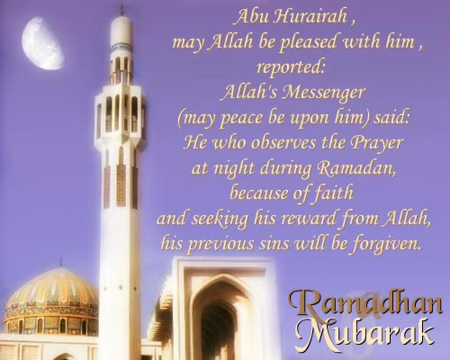 Abu Hurairah ,
may Allah be pleased with him ,
reported:
Allah's Messenger
(may peace be upon him) said:
He who observes the Prayer
at night during Ramadan,
because of faith
and seeking his reward from Allah,
his previous sins will be forgiven.
Ramadhan
Mubarak